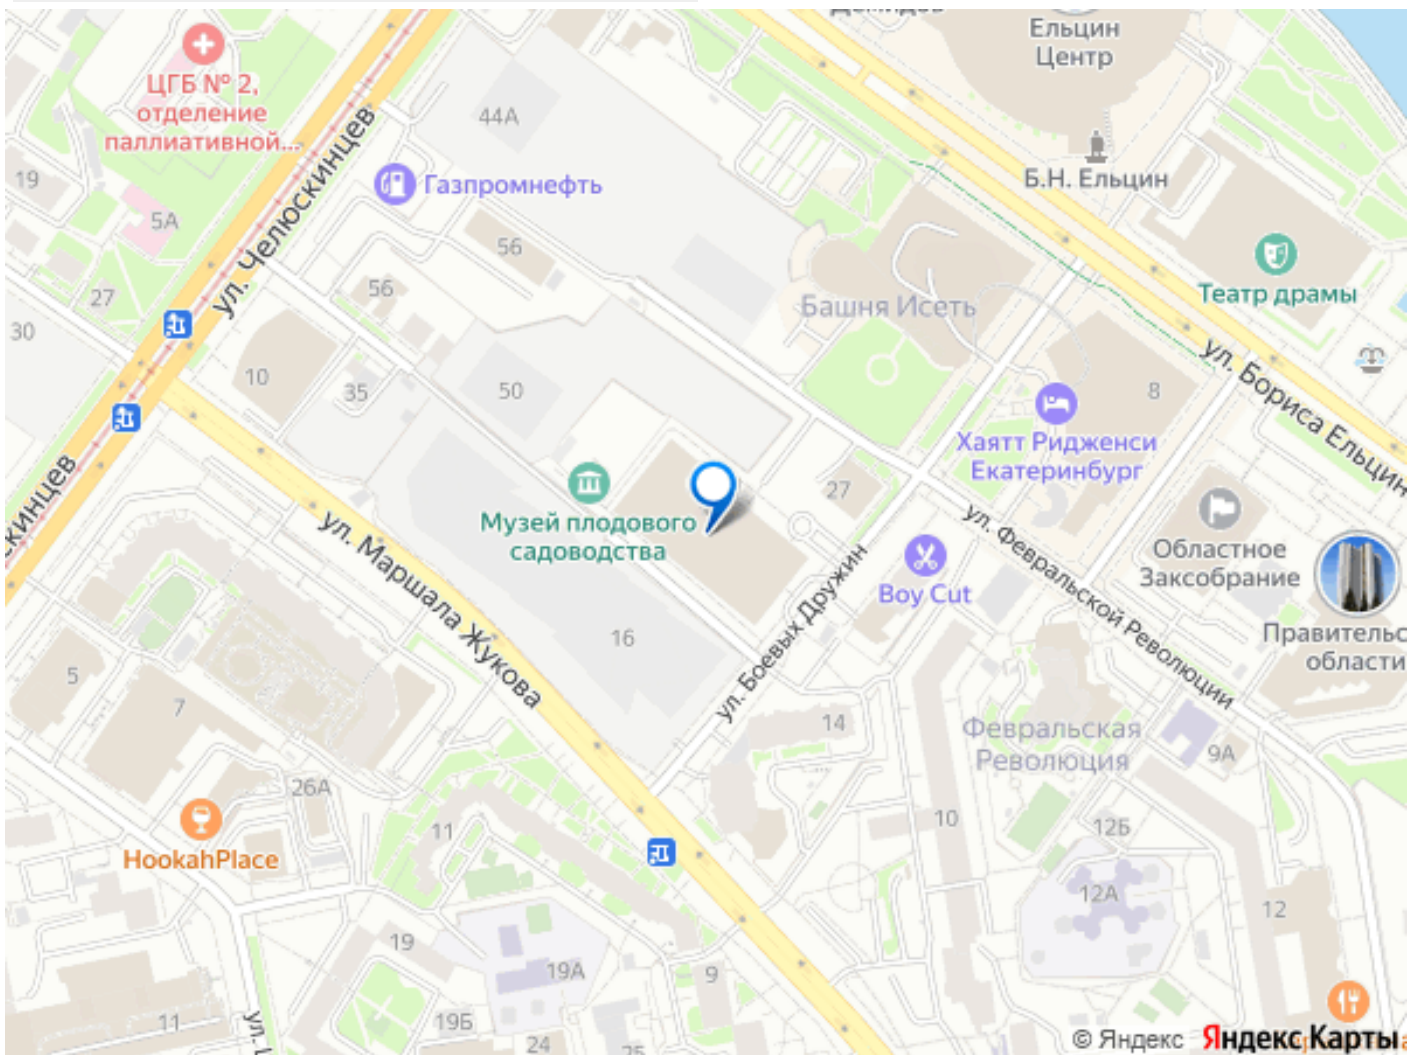 Демидов
Ельцин
Центр
ЦГБ № 2,
отделение
паллиативной...
44А
ул. Челюскинцев
Газпромнефть
Б.Н. Ельцин
19
5А
56
27
56
Башня Исеть
Театр драмы
30
10
35
50
8
ул. Бориса Ельцина
Хаятт Ридженси
Екатеринбург
27
Музей плодового
садоводства
ул. Маршала Жукова
ул. Февральской Революции
Областное
Заксобрание
Boy Cut
ул. Боевых Дружин
16
Правительс
области
5
7
14
Февральская
Революция
9А
26А
11
10
12Б
HookahPlace
12А
12
19
19А
9
11
19Б
24
25
© Яндекс Яндекс Карты